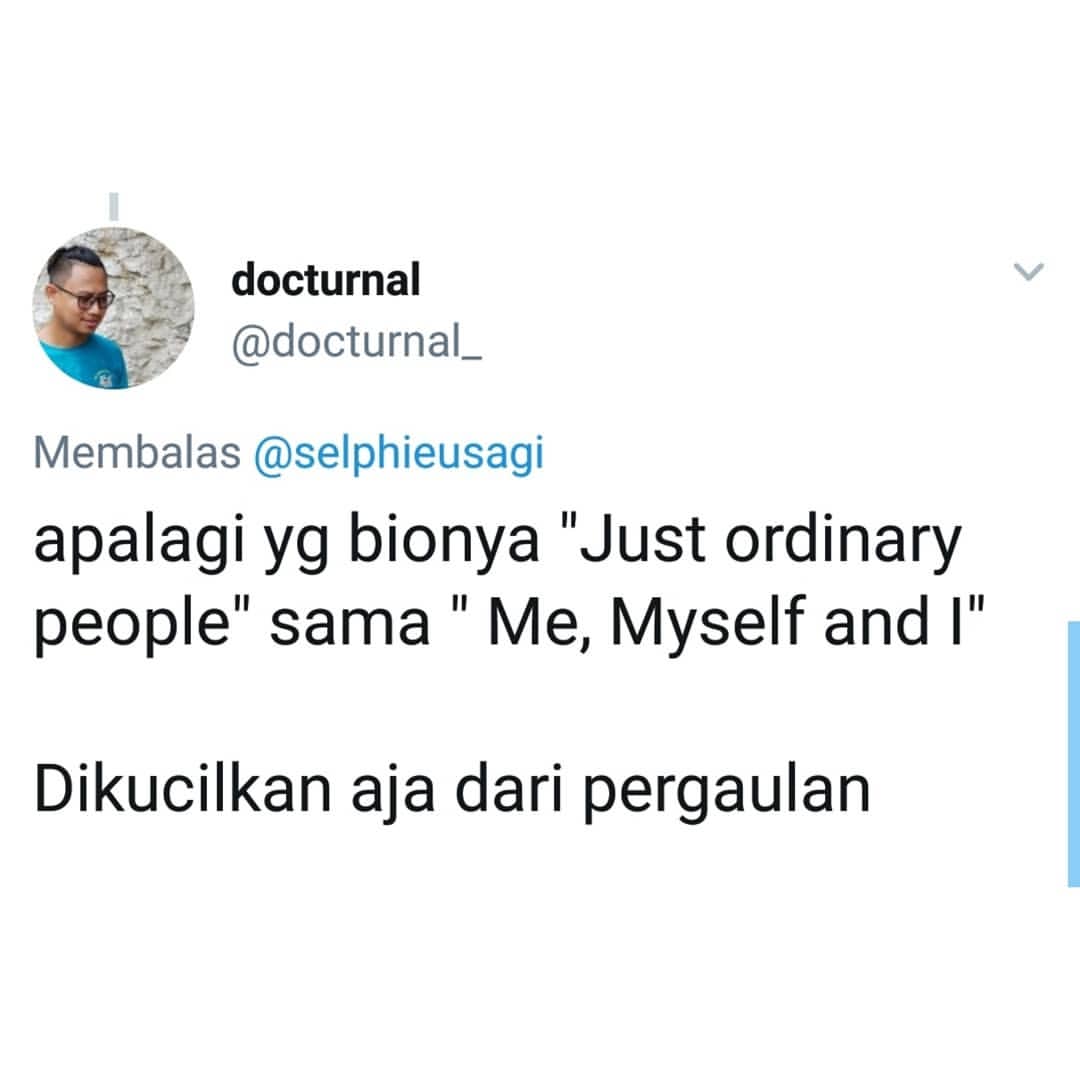 docturnal
@docturnal_
Membalas @selphieusagi
apalagi yg bionya "Just ordinary
people" sama " Me, Myself and I"
Dikucilkan aja dari pergaulan